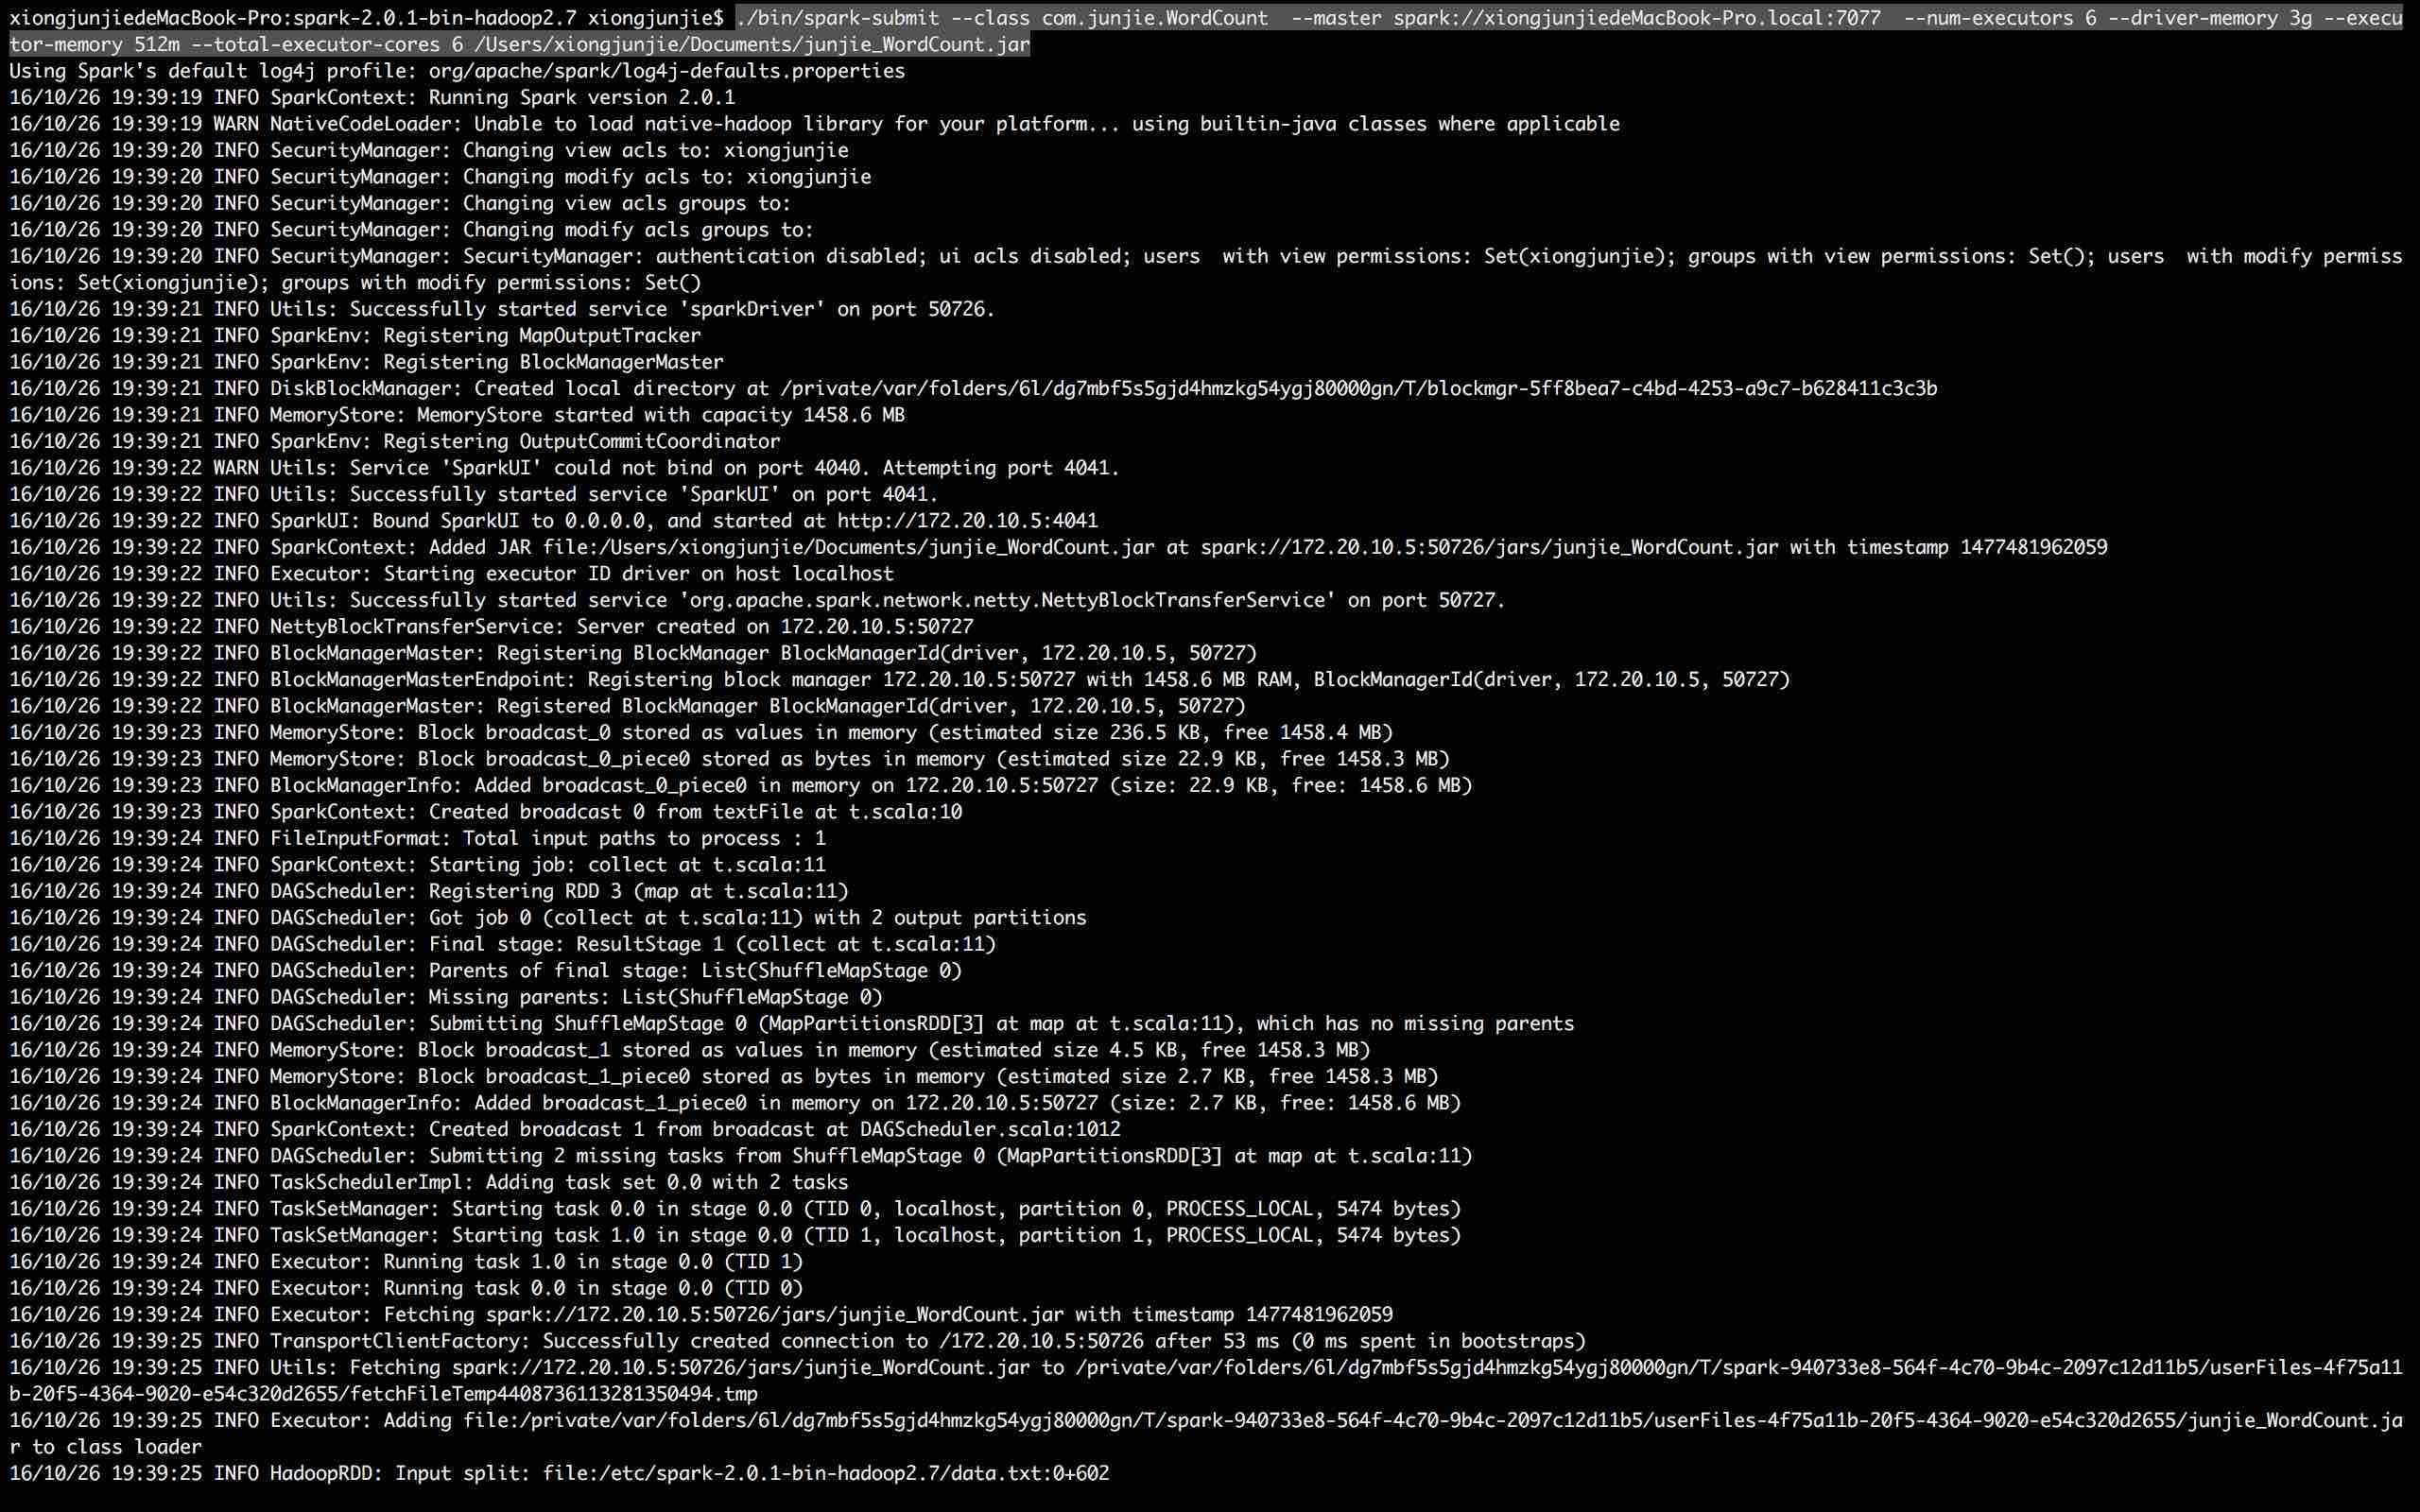 xiongjunjiedeMacBook-Pro:spark-2.0.1-bin-hadoop2.7 xiongjunjie$ ./bin/spark-submit --class com.junjie.WordCount  --master spark://xiongjunjiedeMacBook-Pro.local:7077  --num-executors 6 --driver-memory 3g --execu
tor-memory 512m --total-executor-cores 6 /Users/xiongjunjie/Documents/junjie_WordCount.jar
Using Spark's default log4j profile: org/apache/spark/log4j-defaults.properties
16/10/26 19:39:19 INFO SparkContext: Running Spark version 2.0.1
16/10/26 19:39:19 WARN NativeCodeLoader: Unable to load native-hadoop library for your platform... using builtin-java classes where applicable
16/10/26 19:39:20 INFO SecurityManager: Changing view acls to: xiongjunjie
16/10/26 19:39:20 INFO SecurityManager: Changing modify acls to: xiongjunjie
16/10/26 19:39:20 INFO SecurityManager: Changing view acls groups to:
16/10/26 19:39:20 INFO SecurityManager: Changing modify acls groups to:
16/10/26 19:39:20 INFO SecurityManager: SecurityManager: authentication disabled; ui acls disabled; users  with view permissions: Set(xiongjunjie); groups with view permissions: Set(); users  with modify permiss
ions: Set(xiongjunjie); groups with modify permissions: Set()
16/10/26 19:39:21 INFO Utils: Successfully started service 'sparkDriver' on port 50726.
16/10/26 19:39:21 INFO SparkEnv: Registering MapOutputTracker
16/10/26 19:39:21 INFO SparkEnv: Registering BlockManagerMaster
16/10/26 19:39:21 INFO DiskBlockManager: Created local directory at /private/var/folders/6l/dg7mbf5s5gjd4hmzkg54ygj80000gn/T/blockmgr-5ff8bea7-c4bd-4253-a9c7-b628411c3c3b
16/10/26 19:39:21 INFO MemoryStore: MemoryStore started with capacity 1458.6 MB
16/10/26 19:39:21 INFO SparkEnv: Registering OutputCommitCoordinator
16/10/26 19:39:22 WARN Utils: Service 'SparkUI' could not bind on port 4040. Attempting port 4041.
16/10/26 19:39:22 INFO Utils: Successfully started service 'SparkUI' on port 4041.
16/10/26 19:39:22 INFO SparkUI: Bound SparkUI to 0.0.0.0, and started at http://172.20.10.5:4041
16/10/26 19:39:22 INFO SparkContext: Added JAR file:/Users/xiongjunjie/Documents/junjie_WordCount.jar at spark://172.20.10.5:50726/jars/junjie_WordCount.jar with timestamp 1477481962059
16/10/26 19:39:22 INFO Executor: Starting executor ID driver on host localhost
16/10/26 19:39:22 INFO Utils: Successfully started service 'org.apache.spark.network.netty.NettyBlockTransferService' on port 50727.
16/10/26 19:39:22 INFO NettyBlockTransferService: Server created on 172.20.10.5:50727
16/10/26 19:39:22 INFO BlockManagerMaster: Registering BlockManager BlockManagerId(driver, 172.20.10.5, 50727)
16/10/26 19:39:22 INFO BlockManagerMasterEndpoint: Registering block manager 172.20.10.5:50727 with 1458.6 MB RAM, BlockManagerId(driver, 172.20.10.5, 50727)
16/10/26 19:39:22 INFO BlockManagerMaster: Registered BlockManager BlockManagerId(driver, 172.20.10.5, 50727)
16/10/26 19:39:23 INFO MemoryStore: Block broadcast_0 stored as values in memory (estimated size 236.5 KB, free 1458.4 MB)
16/10/26 19:39:23 INFO MemoryStore: Block broadcast_0_piece0 stored as bytes in memory (estimated size 22.9 KB, free 1458.3 MB)
16/10/26 19:39:23 INFO BlockManagerInfo: Added broadcast_0_piece0 in memory on 172.20.10.5:50727 (size: 22.9 KB, free: 1458.6 MB)
16/10/26 19:39:23 INFO SparkContext: Created broadcast 0 from textFile at t.scala:10
16/10/26 19:39:24 INFO FileInputFormat: Total input paths to process : 1
16/10/26 19:39:24 INFO SparkContext: Starting job: collect at t.scala:11
16/10/26 19:39:24 INFO DAGScheduler: Registering RDD 3 (map at t.scala:11)
16/10/26 19:39:24 INFO DAGScheduler: Got job 0 (collect at t.scala:11) with 2 output partitions
16/10/26 19:39:24 INFO DAGScheduler: Final stage: ResultStage 1 (collect at t.scala:11)
16/10/26 19:39:24 INFO DAGScheduler: Parents of final stage: List(ShuffleMapStage 0)
16/10/26 19:39:24 INFO DAGScheduler: Missing parents: List(ShuffleMapStage 0)
16/10/26 19:39:24 INFO DAGScheduler: Submitting ShuffleMapStage 0 (MapPartitionsRDD[3] at map at t.scala:11), which has no missing parents
16/10/26 19:39:24 INFO MemoryStore: Block broadcast_1 stored as values in memory (estimated size 4.5 KB, free 1458.3 MB)
16/10/26 19:39:24 INFO MemoryStore: Block broadcast_1_piece0 stored as bytes in memory (estimated size 2.7 KB, free 1458.3 MB)
16/10/26 19:39:24 INFO BlockManagerInfo: Added broadcast_1_piece0 in memory on 172.20.10.5:50727 (size: 2.7 KB, free: 1458.6 MB)
16/10/26 19:39:24 INFO SparkContext: Created broadcast 1 from broadcast at DAGScheduler.scala:1012
16/10/26 19:39:24 INFO DAGScheduler: Submitting 2 missing tasks from ShuffleMapStage 0 (MapPartitionsRDD[3] at map at t.scala:11)
16/10/26 19:39:24 INFO TaskSchedulerImpl: Adding task set 0.0 with 2 tasks
16/10/26 19:39:24 INFO TaskSetManager: Starting task 0.0 in stage 0.0 (TID 0, localhost, partition 0, PROCESS_LOCAL, 5474 bytes)
16/10/26 19:39:24 INFO TaskSetManager: Starting task 1.0 in stage 0.0 (TID 1, localhost, partition 1, PROCESS_LOCAL, 5474 bytes)
16/10/26 19:39:24 INFO Executor: Running task 1.0 in stage 0.0 (TID 1)
16/10/26 19:39:24 INFO Executor: Running task 0.0 in stage 0.0 (TID 0)
16/10/26 19:39:24 INFO Executor: Fetching spark://172.20.10.5:50726/jars/junjie_WordCount.jar with timestamp 1477481962059
16/10/26 19:39:25 INFO TransportClientFactory: Successfully created connection to /172.20.10.5:50726 after 53 ms (0 ms spent in bootstraps)
16/10/26 19:39:25 INFO Utils: Fetching spark://172.20.10.5:50726/jars/junjie_WordCount.jar to /private/var/folders/6l/dg7mbf5s5gjd4hmzkg54ygj80000gn/T/spark-940733e8-564f-4c70-9b4c-2097c12d11b5/userFiles-4f75a11
b-20f5-4364-9020-e54c320d2655/fetchFileTemp4408736113281350494.tmp
16/10/26 19:39:25 INFO Executor: Adding file:/private/var/folders/6l/dg7mbf5s5gjd4hmzkg54ygj80000gn/T/spark-940733e8-564f-4c70-9b4c-2097c12d11b5/userFiles-4f75a11b-20f5-4364-9020-e54c320d2655/junjie_WordCount.ja
r to class loader
16/10/26 19:39:25 INFO HadoopRDD: Input split: file:/etc/spark-2.0.1-bin-hadoop2.7/data.txt:0+602